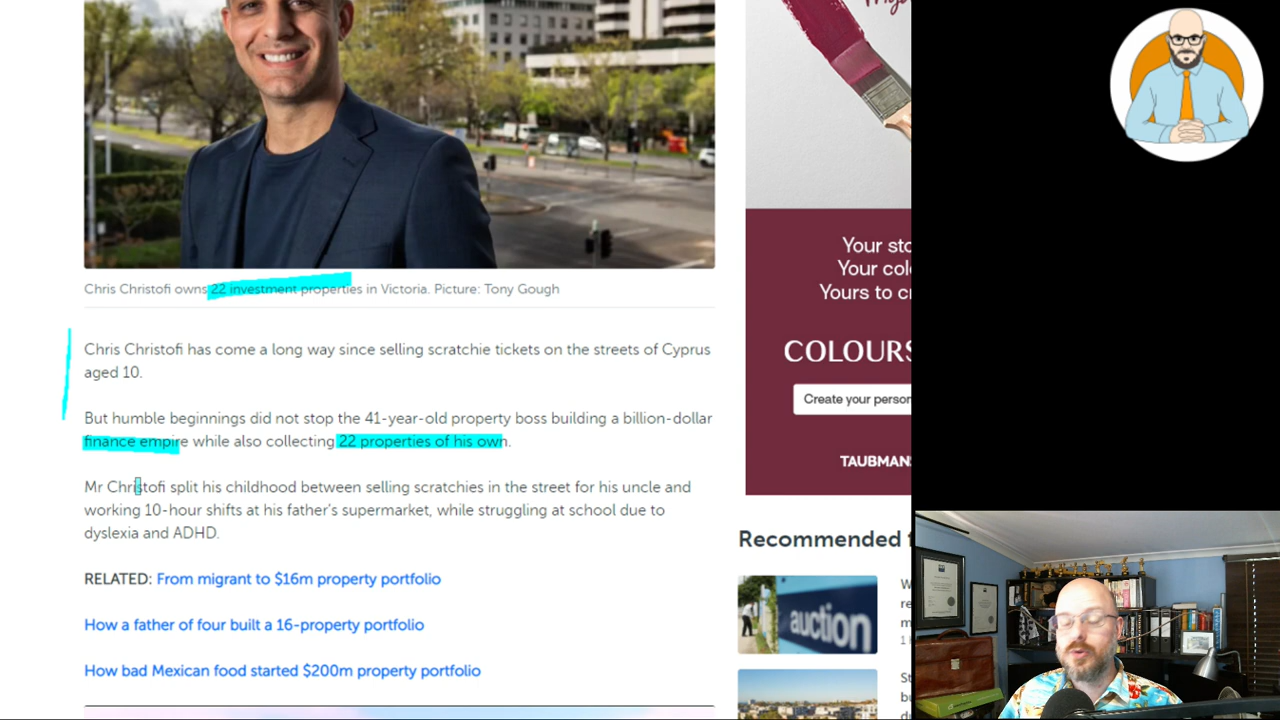 Chris Christofi owns 22 investment properties in Victoria. Picture: Tony Gough
Chris Christofi has come a long way since selling scratchie tickets on the streets of Cyprus
aged 10.
But humble beginnings did not stop the 41-year-old property boss building a billion-dollar
finance empire while also collecting 22 properties of his own.
Mr Christofi split his childhood between selling scratchies in the street for his uncle and
working 10-hour shifts at his father's supermarket, while struggling at school due to
dyslexia and ADHD.
RELATED: From migrant to $16m property portfolio
How a father of four built a 16-property portfolio
How bad Mexican food started $200m property portfolio
Your sto
Your col
Yours to c
COLOURS
Create your person
TAUBMANS
Recommended f
auction